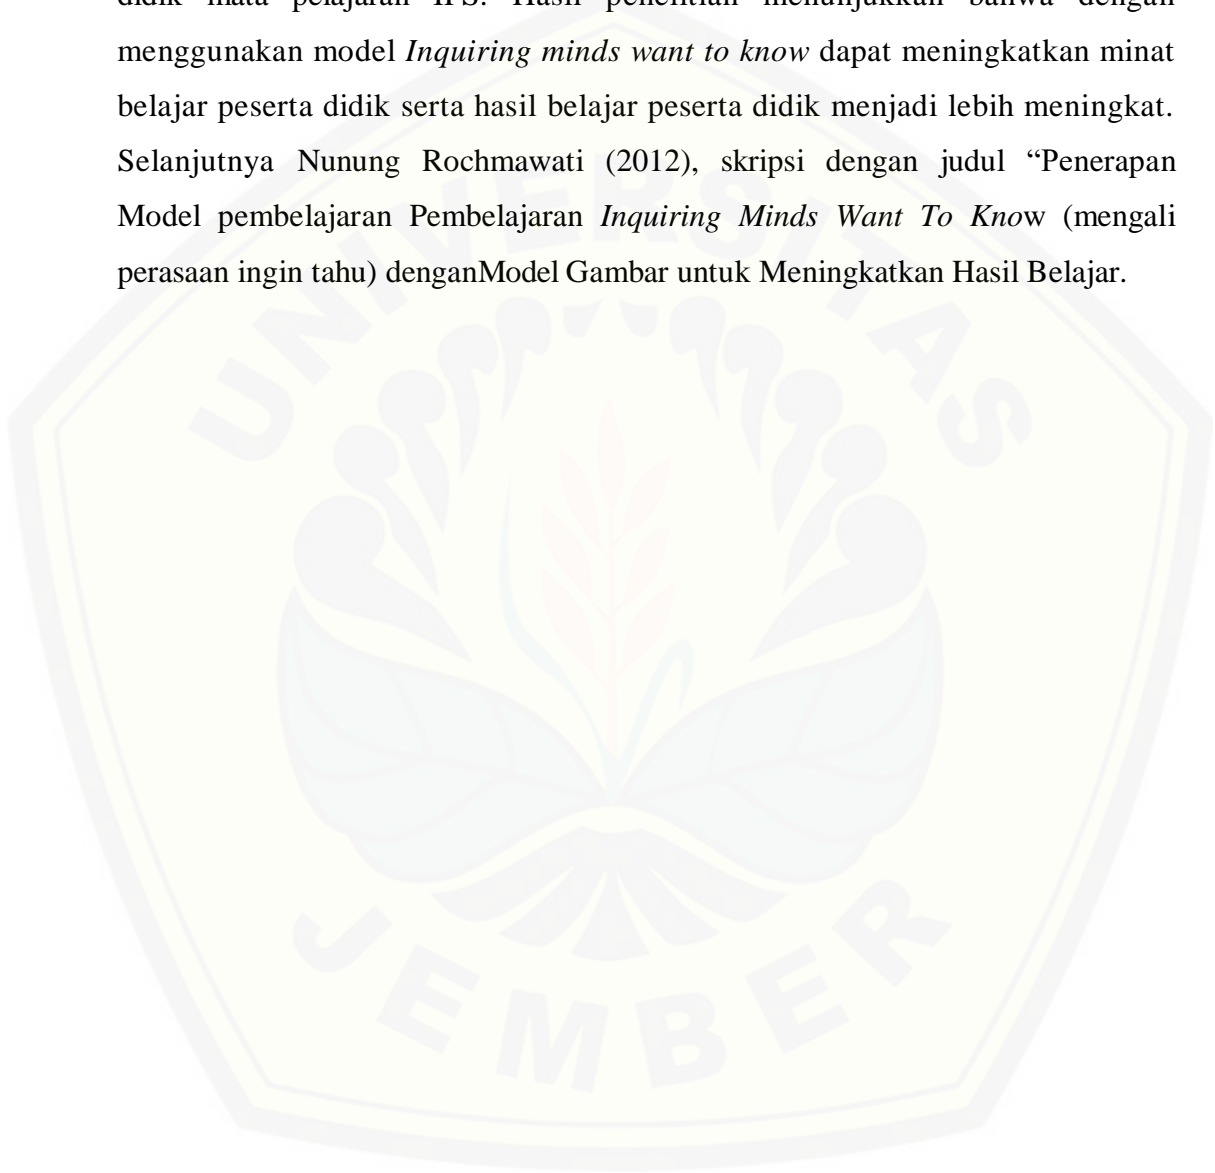 didik mata pelajaran IPS. Hasil penelitian menunjukkan bahwa dengan
menggunakan model Inquiring minds want to know dapat meningkatkan minat
belajar peserta didik serta hasil belajar peserta didik menjadi lebih meningkat.
Selanjutnya Nunung Rochmawati (2012), skripsi dengan judul “Penerapan
Model pembelajaran Pembelajaran Inquiring Minds Want To Know (mengali
perasaan ingin tahu) denganModel Gambar untuk Meningkatkan Hasil Belajar.
UNIVERSITAS
JEMBER